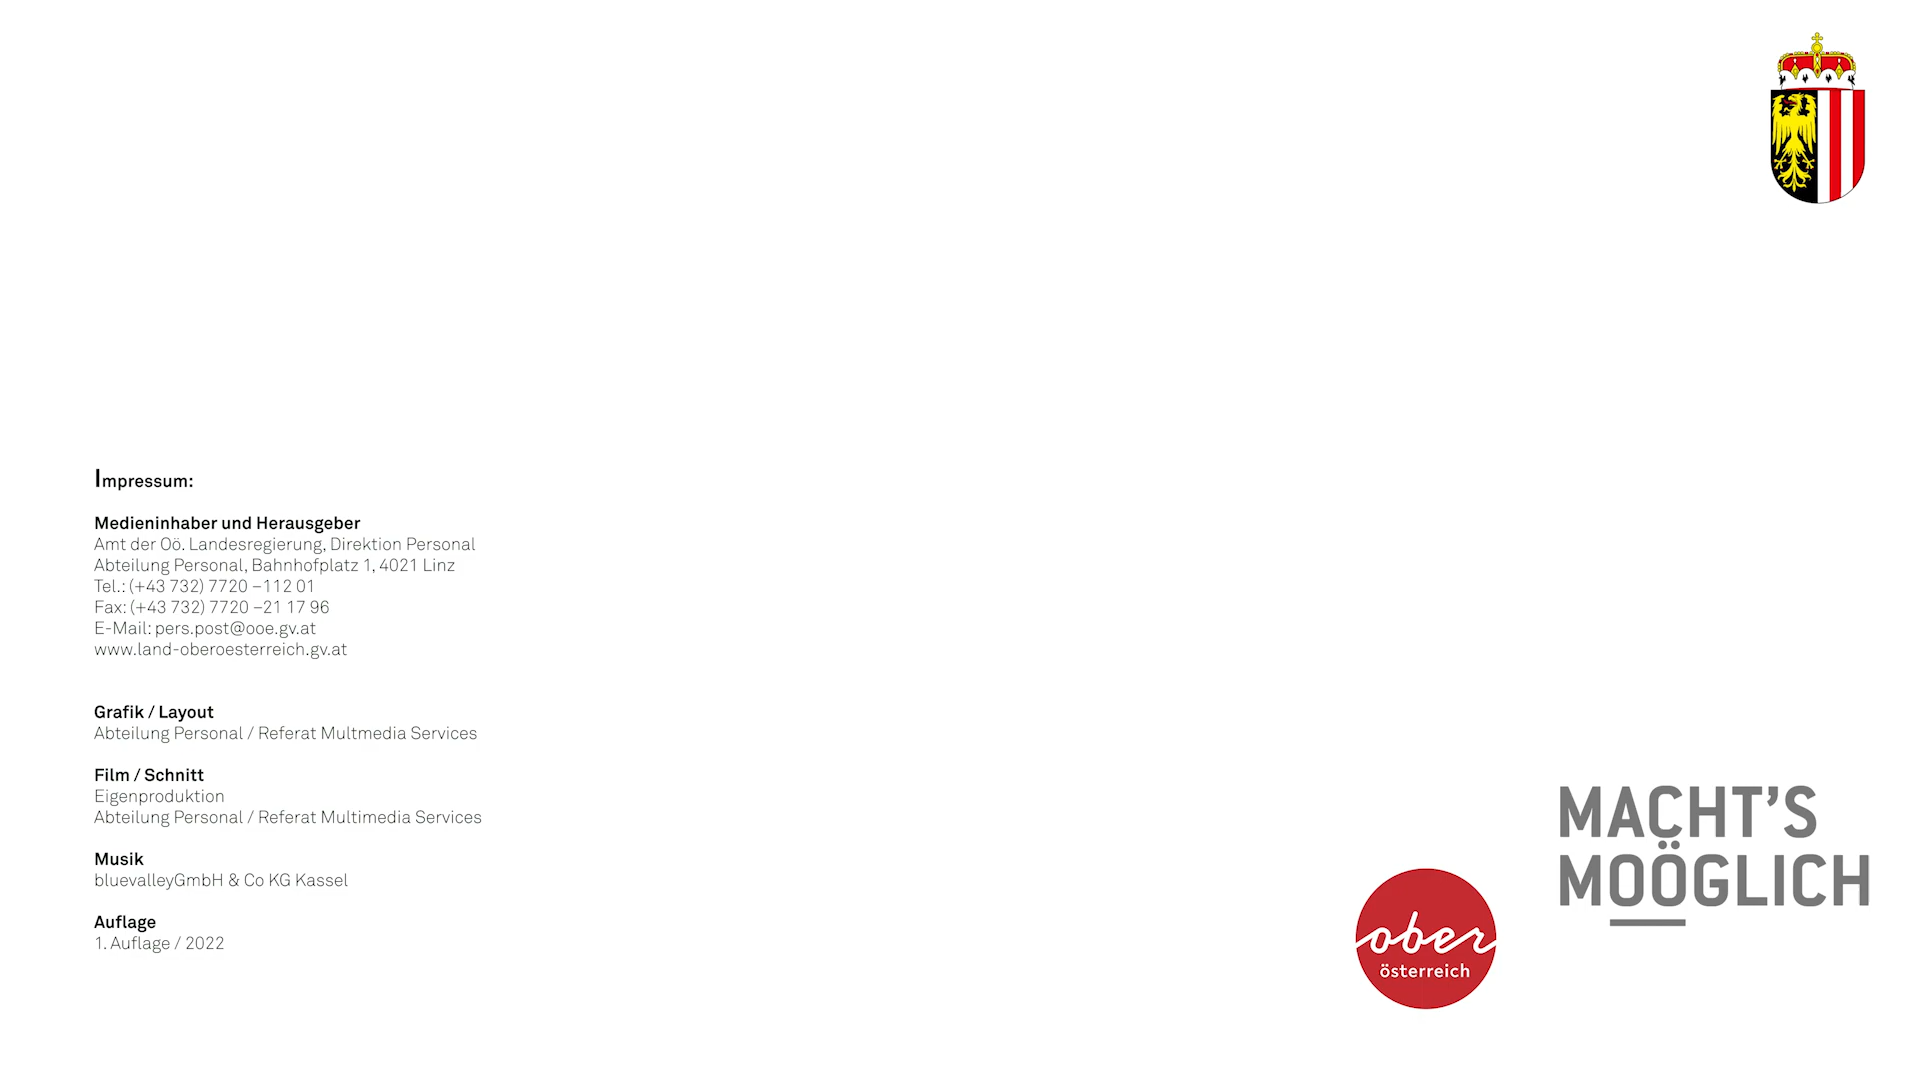 Impressum:
Medieninhaber und Herausgeber
Amt der Oö. Landesregierung, Direktion Personal
Abteilung Personal, Bahnhofplatz 1, 4021 Linz
Tel.: (+43 732) 7720 –112 01
Fax: (+43 732) 7720 –21 17 96
E-Mail: pers.post@ooe.gv.at
www.land-oberoesterreich.gv.at
Grafik / Layout
Abteilung Personal / Referat Multmedia Services
Film / Schnitt
Eigenproduktion
Abteilung Personal / Referat Multimedia Services
Musik
bluevalleyGmbH & Co KG Kassel
Auflage
1. Auflage / 2022
ober
österreich
MACHT’S
MOÖGLICH